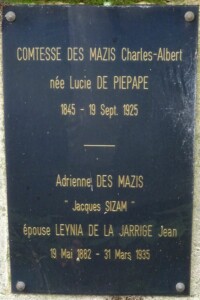 COMTESSE DES MAZIS Charles-Albert
née Lucie DE PIEPAPE
1845 - 19 Sept. 1925
Adrienne DES MAZIS
" Jacques SIZAM "
épouse LEYNIA DE LA JARRIGE Jean
19 Mai 1882 - 31 Mars 1935